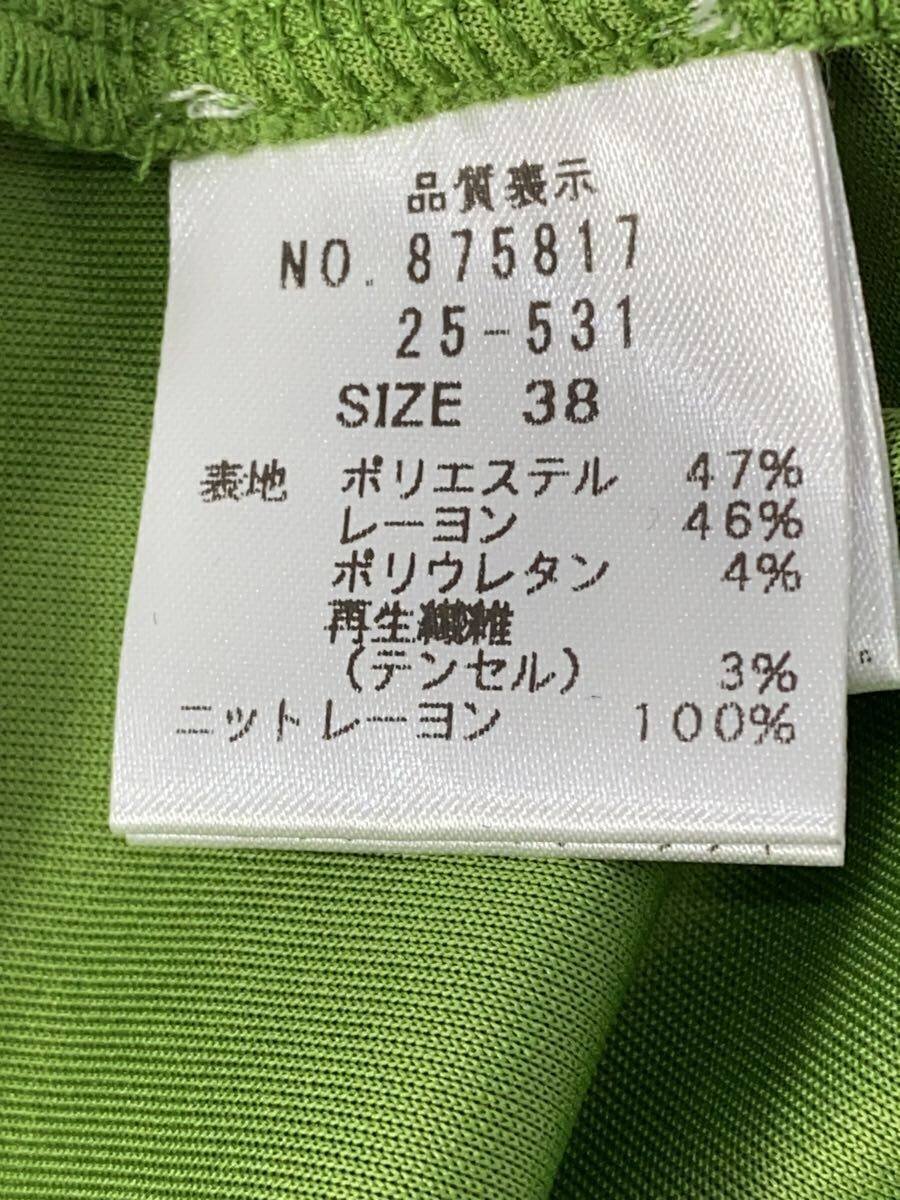 品質表示
NO. 875817
25-531
SIZE 38
表地 ポリエステル 47%
レーヨン 46%
ポリウレタン 4%
再生繊維
(テンセル) 3%
ニットレーヨン 100%